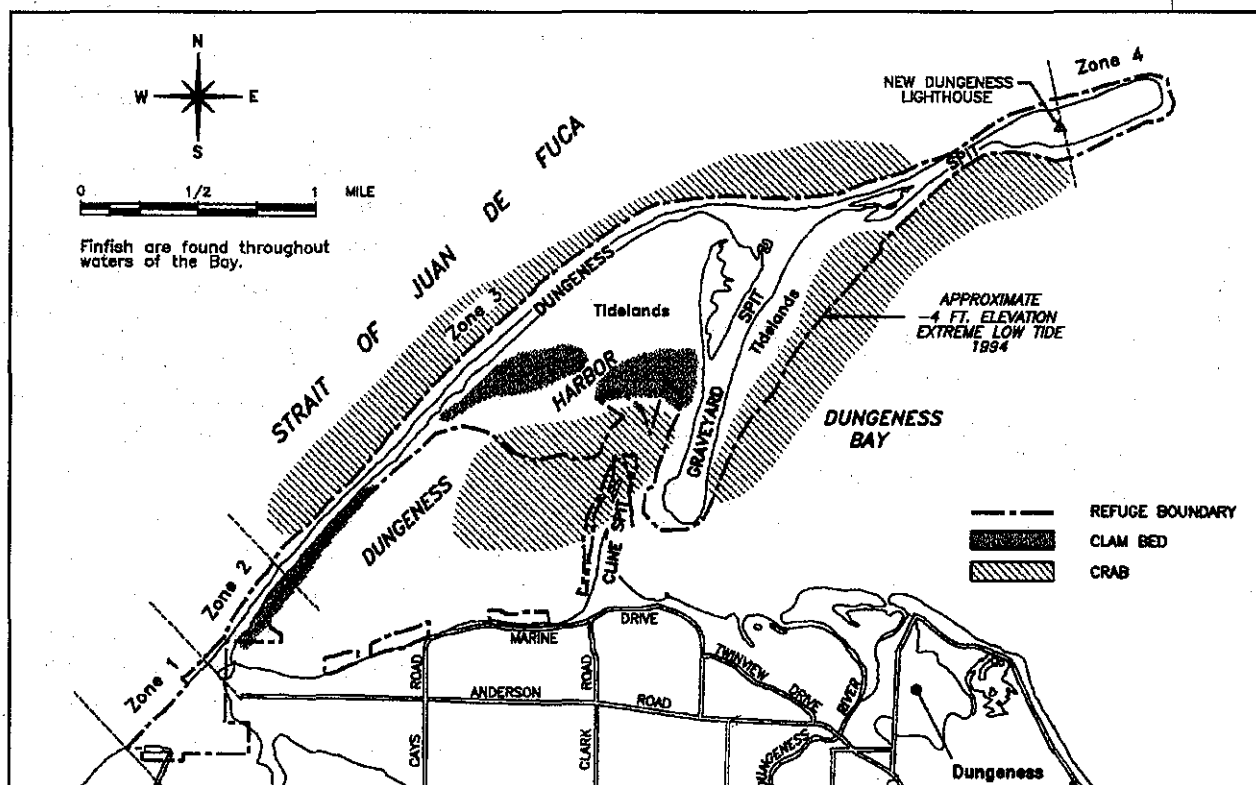 N
W E
S
0 1/2 1 MILE
Finfish are found throughout
waters of the Bay.
STRAIT OF JUAN DE FUCA
Zone 4
NEW DUNGENESS
LIGHTHOUSE
SPIT
DUNGENESS
Zone 3
Tidelands
SPIT
Tidelands
APPROXIMATE
-4 FT. ELEVATION
EXTREME LOW TIDE
1994
HARBOR
GRAVEYARD
DUNGENESS
BAY
DUNGENESS
CLINE SPIT
REFUGE BOUNDARY
CLAM BED
CRAB
Zone 2
Zone 1
MARINE DRIVE
ROAD
ROAD
TWINVIEW DRIVE
RIVER
ANDERSON ROAD
CAYS
CLARK
DUNGENESS
Dungeness